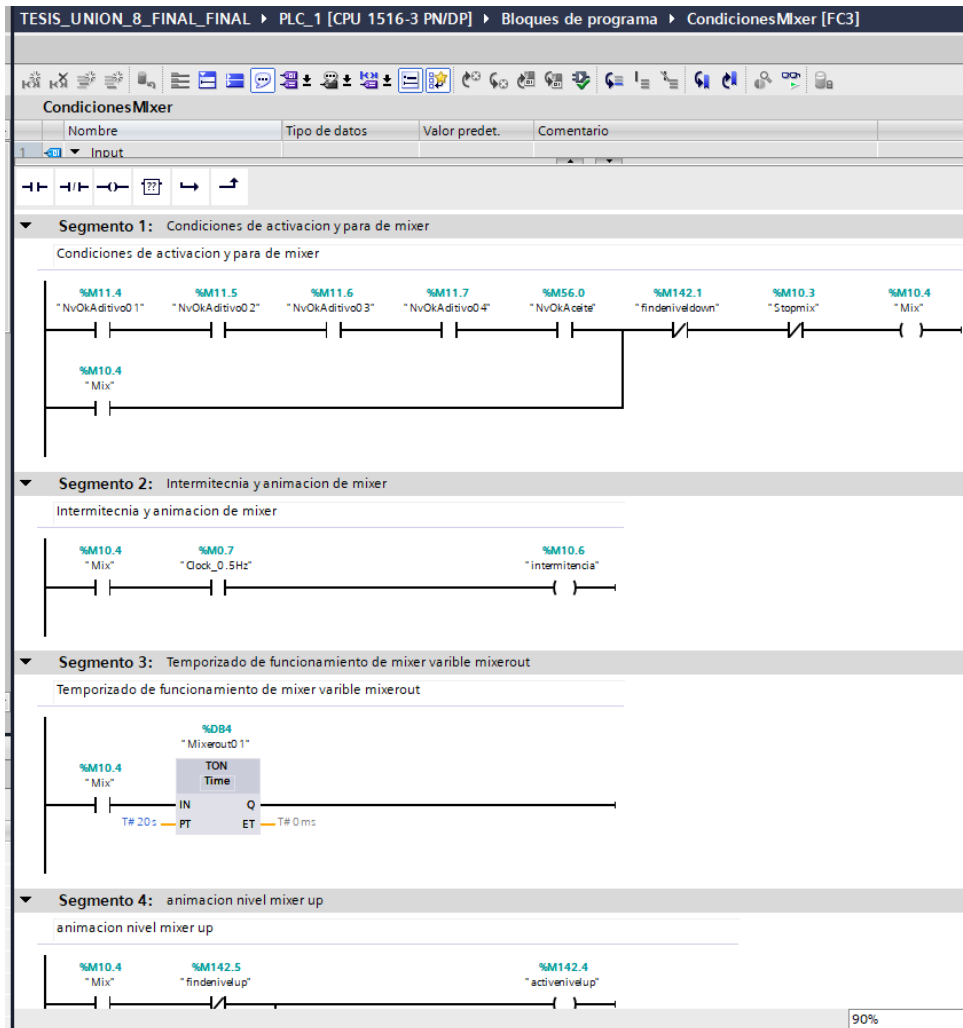 TESIS_UNION_8_FINAL_FINAL ▸ PLC_1 [CPU 1516-3 PN/DP] ▸ Bloques de programa ▸ CondicionesMIxer [FC3]
CondicionesMIxer
Nombre Tipo de datos Valor predet. Comentario
1 Input
??
Segmento 1: Condiciones de activacion y para de mixer
Condiciones de activacion y para de mixer
%M11.4 %M11.5 %M11.6 %M11.7 %M56.0 %M142.1 %M10.3 %M10.4
"NvOkAditivo01" "NvOkAditivo02" "NvOkAditivo03" "NvOkAditivo04" "NvOkAceite" "findeniveldown" "Stopmix" "Mix"
%M10.4
"Mix"
Segmento 2: Intermitecnia y animacion de mixer
Intermitecnia y animacion de mixer
%M10.4 %M0.7 %M10.6
"Mix" "Clock_0.5Hz" "intermitencia"
Segmento 3: Temporizado de funcionamiento de mixer varible mixerout
Temporizado de funcionamiento de mixer varible mixerout
%DB4
"Mixerout01"
%M10.4 TON
"Mix" Time
IN Q
T#20s PT ET T#0ms
Segmento 4: animacion nivel mixer up
animacion nivel mixer up
%M10.4 %M142.5 %M142.4
"Mix" "findenivelup" "activenivelup"
90%